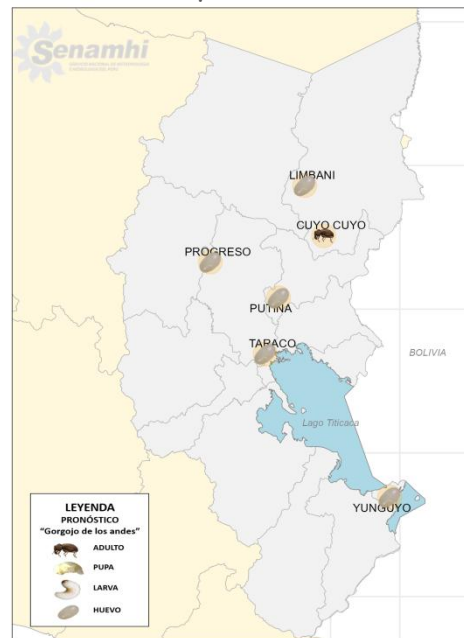 Senamhi
LIMBANI
CUYO CUYO
PROGRESO
PUTINA
TARACO
BOLIVIA
Lago Titicaca
YUNGUYO
LEYENDA
PRONÓSTICO
"Gorgojo de los andes"
ADULTO
PUPA
LARVA
HUEVO